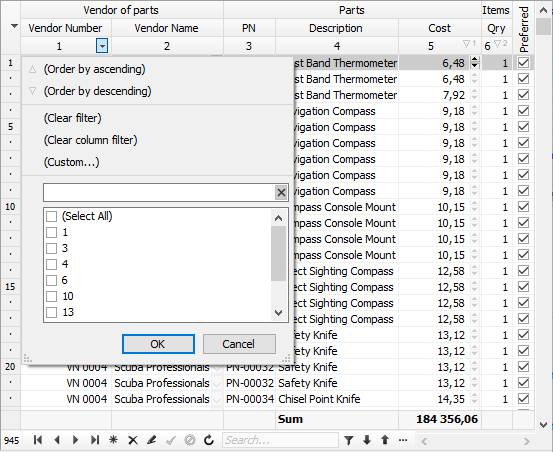 Vendor of parts Parts Items Preferred
Vendor Number Vendor Name PN Description Cost Qry
1 2 3 4 5 1 6 2
1 st Band Thermometer 6,48 1
(Order by ascending) st Band Thermometer 6,48 1
(Order by descending) st Band Thermometer 7,92 1
(Clear filter) vigation Compass 9,18 1
5 vigation Compass 9,18 1
(Clear column filter) vigation Compass 9,18 1
(Custom...) vigation Compass 9,18 1
vigation Compass 9,18 1
vigation Compass 9,18 1
10 mpass Console Mount 10,15 1
(Select All) mpass Console Mount 10,15 1
1 mpass Console Mount 10,15 1
3 mpass Console Mount 10,15 1
4 ect Sighting Compass 12,58 1
15 6 ect Sighting Compass 12,58 1
10 ect Sighting Compass 12,58 1
13 ect Sighting Compass 12,58 1
fety Knife 13,12 1
OK Cancel fety Knife 13,12 1
20 VN 0004 Scuba Professionals PN-00032 Safety Knife 13,12 1
VN 0004 Scuba Professionals PN-00032 Safety Knife 13,12 1
VN 0004 Scuba Professionals PN-00034 Chisel Point Knife 14,35 1
Sum 184 356,06
945 Search...